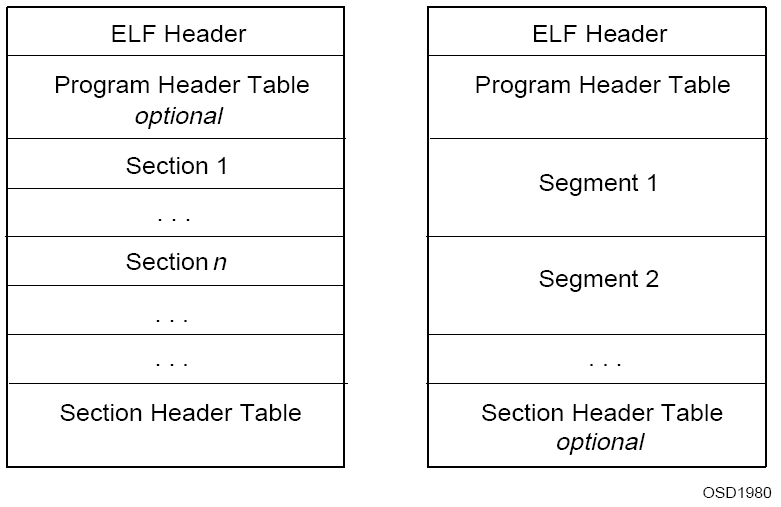 ELF Header
Program Header Table
optional
Section 1
. . .
Section n
. . .
. . .
Section Header Table
ELF Header
Program Header Table
Segment 1
Segment 2
. . .
Section Header Table
optional
OSD1980